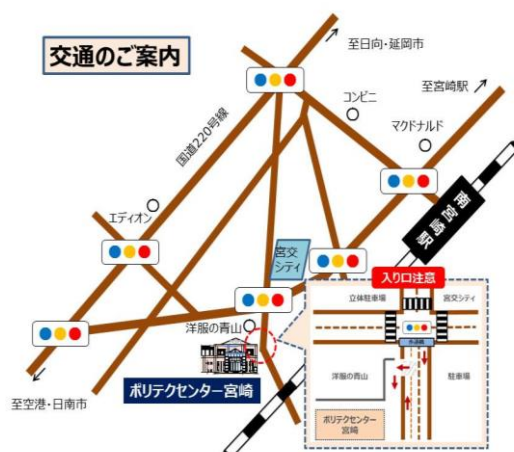 交通のご案内
至日向・延岡市
コンビニ
至宮崎駅
マクドナルド
国道220号線
エディオン
南宮崎駅
宮交
シティ
入り口注意
立体駐車場
宮交シティ
歩道橋
洋服の青山
洋服の青山
駐車場
ポリテクセンター宮崎
ポリテクセンター
宮崎
至空港・日南市